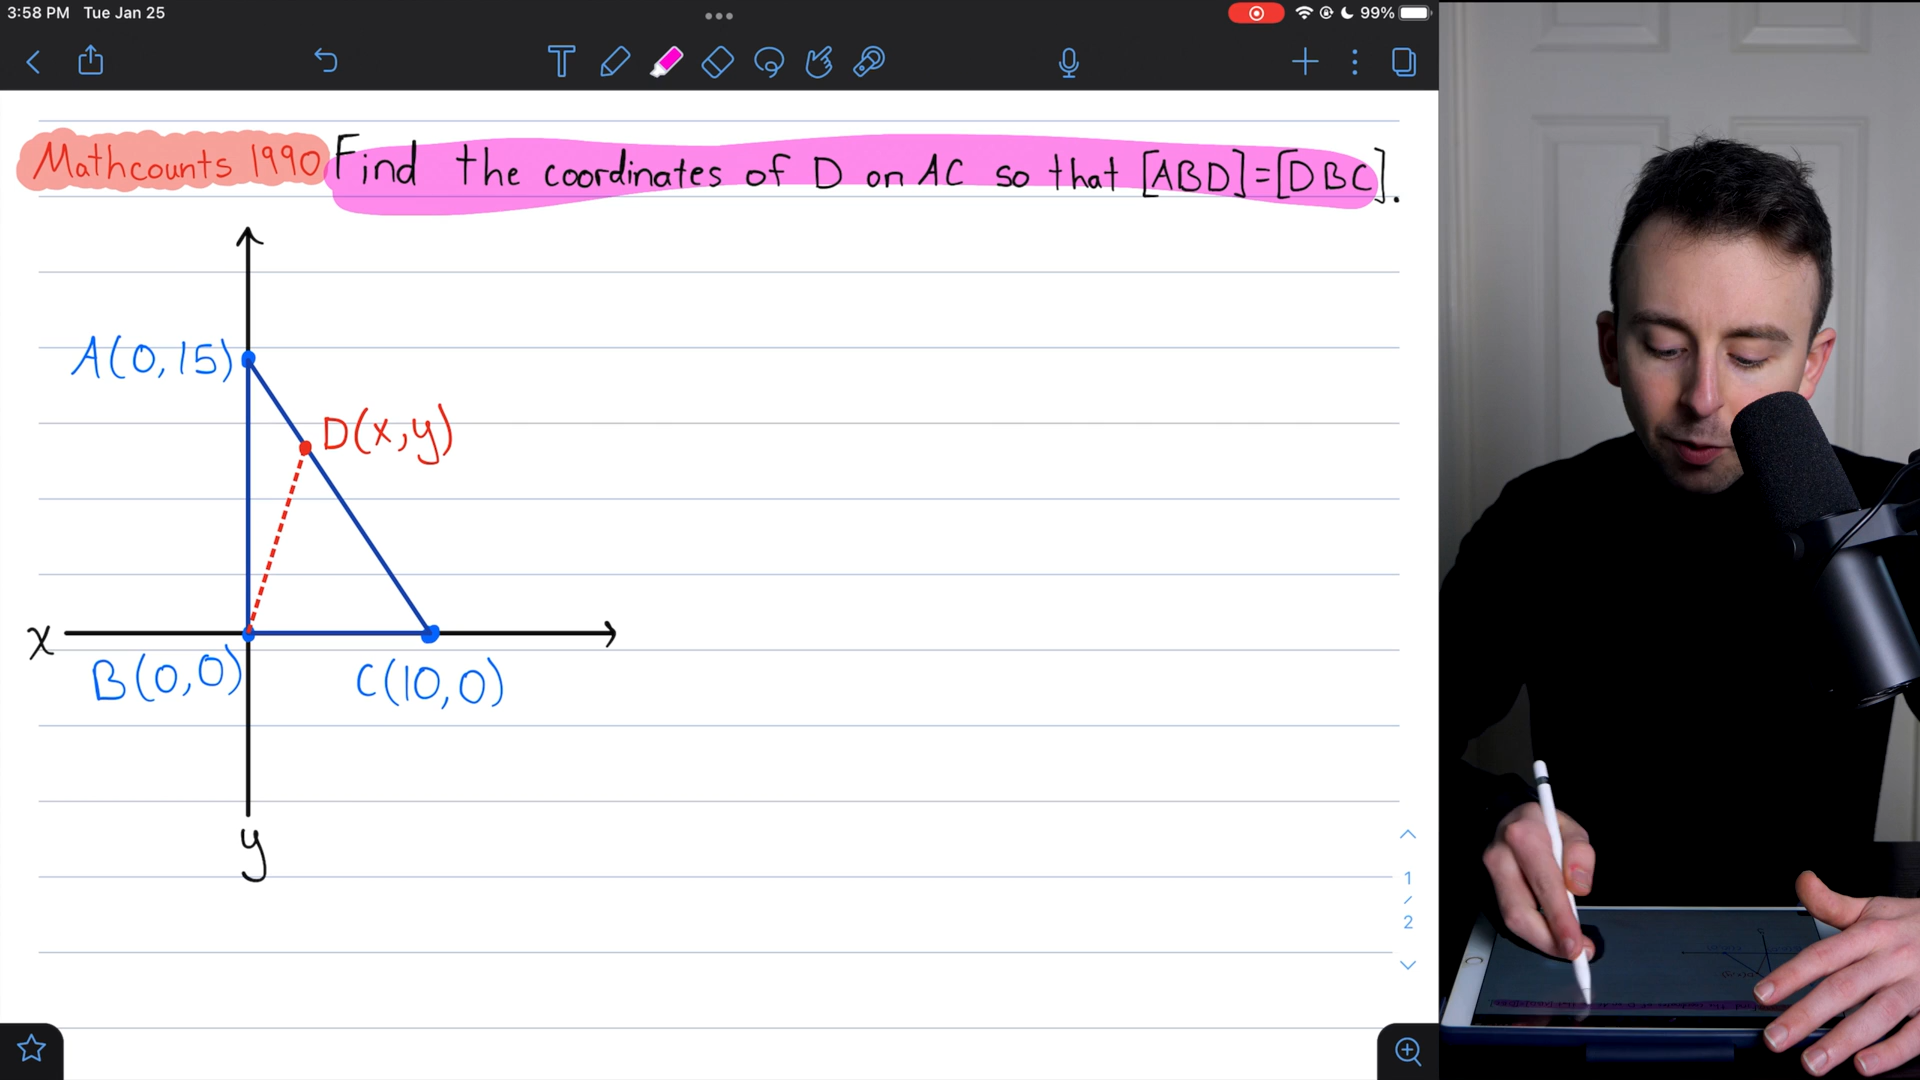 3:58 PM Tue Jan 25
99%
Mathcounts 1990 Find the coordinates of D on AC so that [ABD]=[DBC].
A(0,15)
D(x,y)
x
B(0,0)
C(10,0)
y
1
/
2